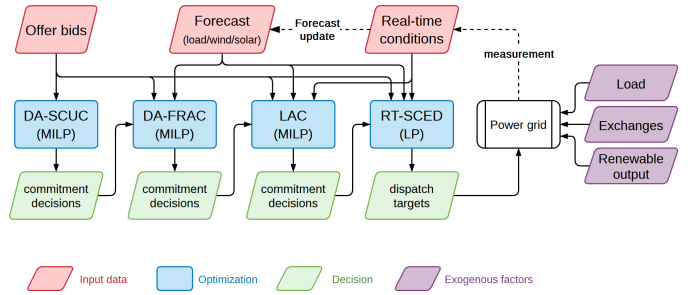 Offer bids
Forecast
(load/wind/solar)
Forecast
update
Real-time
conditions
measurement
DA-SCUC
(MILP)
DA-FRAC
(MILP)
LAC
(MILP)
RT-SCED
(LP)
Power grid
Load
Exchanges
Renewable
output
commitment
decisions
commitment
decisions
commitment
decisions
dispatch
targets
Input data
Optimization
Decision
Exogenous factors